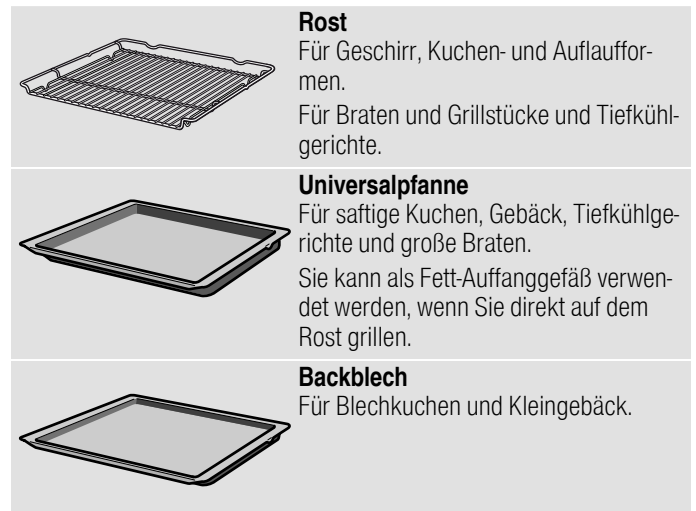 Rost
Für Geschirr, Kuchen- und Auflauffor-
men.
Für Braten und Grillstücke und Tiefkühl-
gerichte.
Universalpfanne
Für saftige Kuchen, Gebäck, Tiefkühlge-
richte und große Braten.
Sie kann als Fett-Auffanggefäß verwen-
det werden, wenn Sie direkt auf dem
Rost grillen.
Backblech
Für Blechkuchen und Kleingebäck.